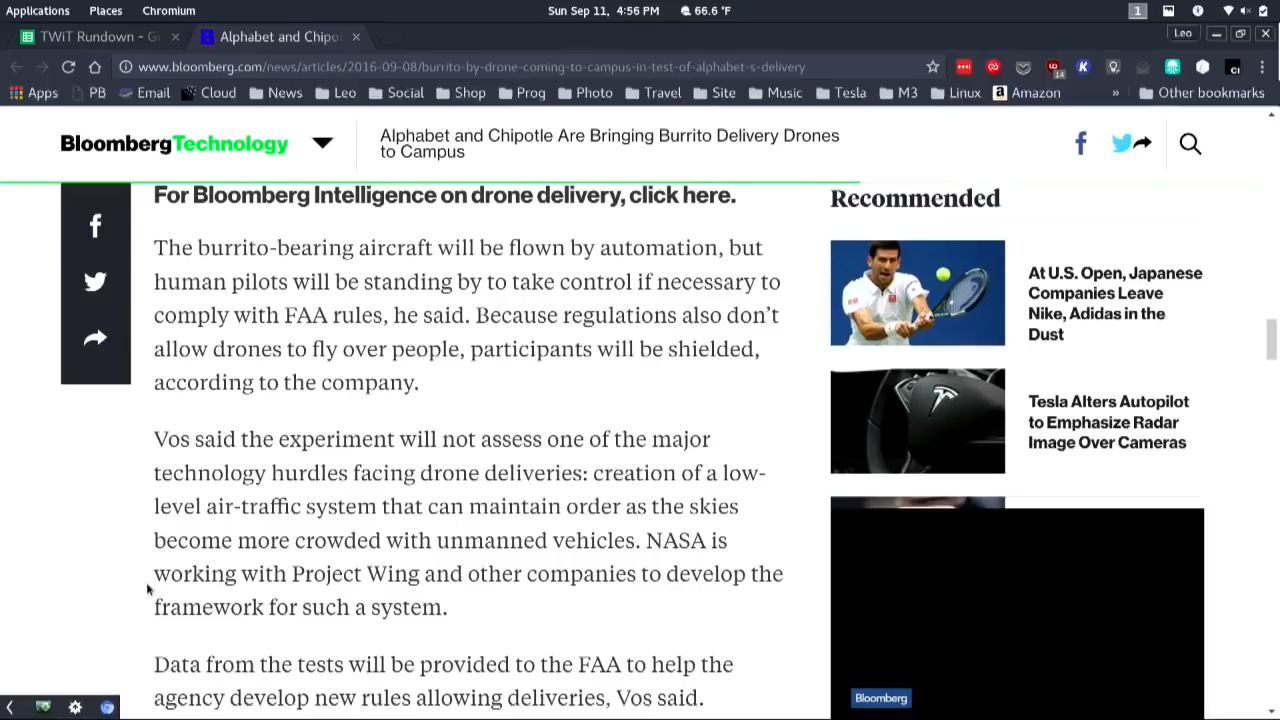 Applications Places Chromium Sun Sep 11, 4:56 PM 66.6 °F 1
TWiT Rundown - G Alphabet and Chipo Leo
www.bloomberg.com/news/articles/2016-09-08/burrito-by-drone-coming-to-campus-in-test-of-alphabet-s-delivery 14 K CI
Apps PB Email Cloud News Leo Social Shop Prog Photo Travel Site Music Tesla M3 Linux Amazon » Other bookmarks
BloombergTechnology
Alphabet and Chipotle Are Bringing Burrito Delivery Drones
to Campus
For Bloomberg Intelligence on drone delivery, click here.
The burrito-bearing aircraft will be flown by automation, but
human pilots will be standing by to take control if necessary to
comply with FAA rules, he said. Because regulations also don’t
allow drones to fly over people, participants will be shielded,
according to the company.
Vos said the experiment will not assess one of the major
technology hurdles facing drone deliveries: creation of a low-
level air-traffic system that can maintain order as the skies
become more crowded with unmanned vehicles. NASA is
working with Project Wing and other companies to develop the
framework for such a system.
Data from the tests will be provided to the FAA to help the
agency develop new rules allowing deliveries, Vos said.
Recommended
At U.S. Open, Japanese
Companies Leave
Nike, Adidas in the
Dust
Tesla Alters Autopilot
to Emphasize Radar
Image Over Cameras
Bloomberg